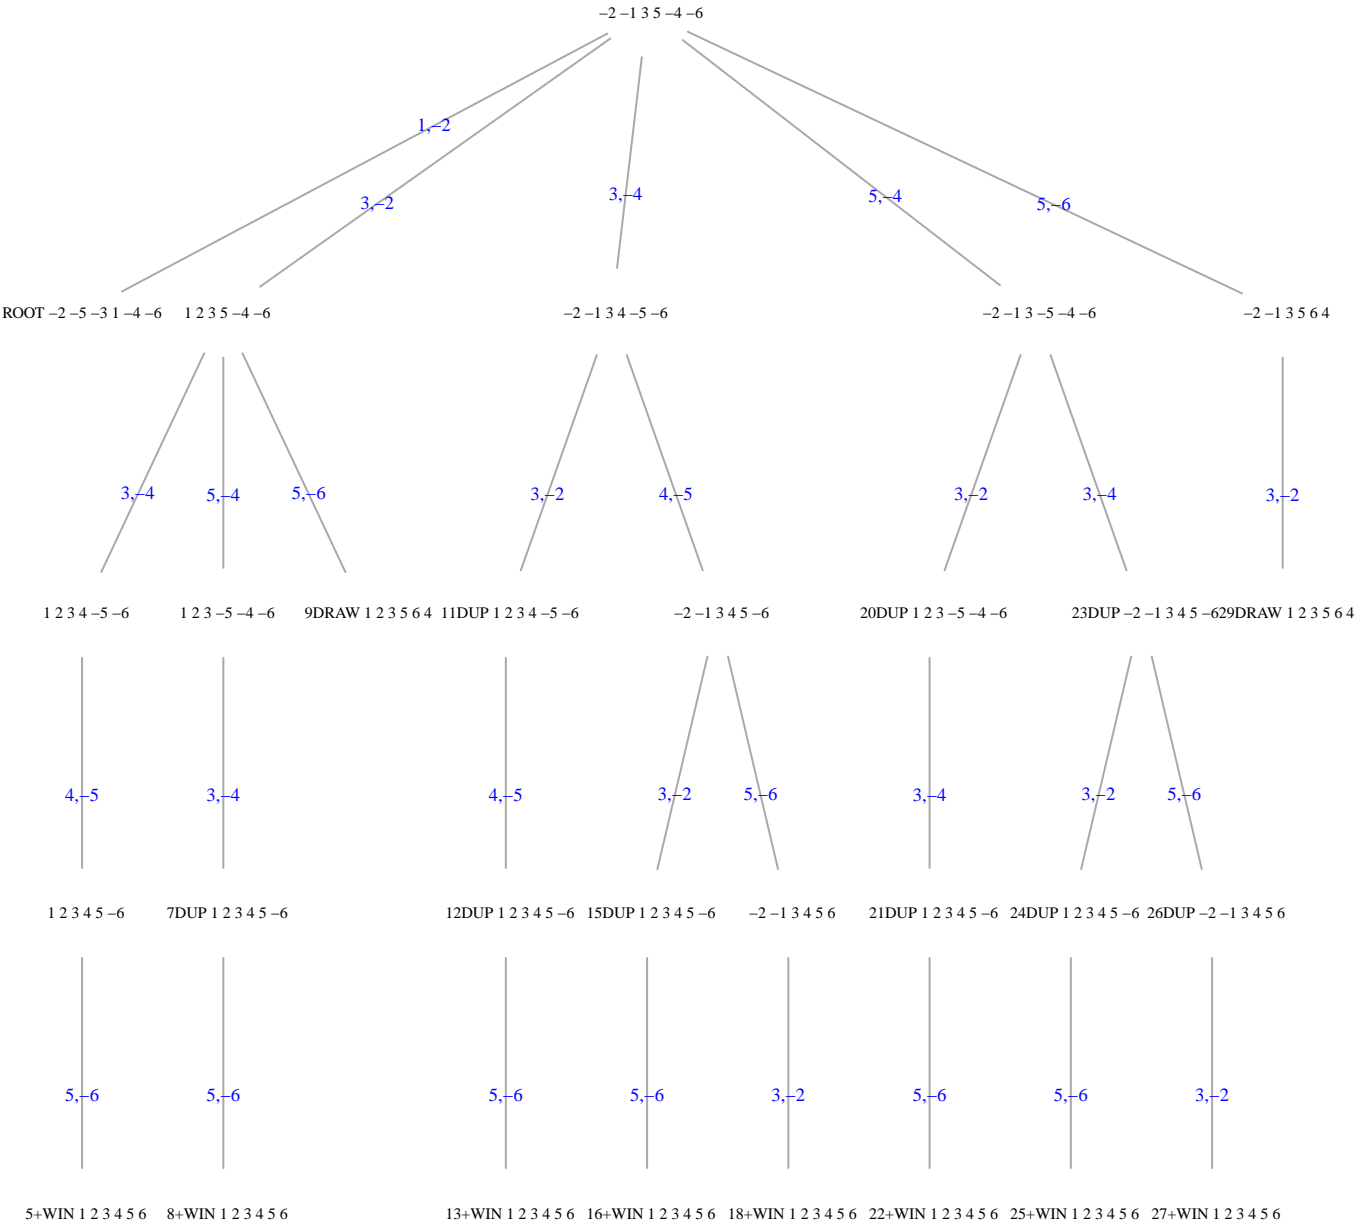 −2 −1 3 5 −4 −6
1,−2
3,−2
3,−4
5,−4
5,−6
ROOT −2 −5 −3 1 −4 −6
1 2 3 5 −4 −6
−2 −1 3 4 −5 −6
−2 −1 3 −5 −4 −6
−2 −1 3 5 6 4
3,−4
5,−4
5,−6
3,−2
4,−5
3,−2
3,−4
3,−2
1 2 3 4 −5 −6
1 2 3 −5 −4 −6
9DRAW 1 2 3 5 6 4
11DUP 1 2 3 4 −5 −6
−2 −1 3 4 5 −6
20DUP 1 2 3 −5 −4 −6
23DUP −2 −1 3 4 5 −6
29DRAW 1 2 3 5 6 4
4,−5
3,−4
4,−5
3,−2
5,−6
3,−4
3,−2
5,−6
1 2 3 4 5 −6
7DUP 1 2 3 4 5 −6
12DUP 1 2 3 4 5 −6
15DUP 1 2 3 4 5 −6
−2 −1 3 4 5 6
21DUP 1 2 3 4 5 −6
24DUP 1 2 3 4 5 −6
26DUP −2 −1 3 4 5 6
5,−6
5,−6
5,−6
5,−6
3,−2
5,−6
5,−6
3,−2
5+WIN 1 2 3 4 5 6
8+WIN 1 2 3 4 5 6
13+WIN 1 2 3 4 5 6
16+WIN 1 2 3 4 5 6
18+WIN 1 2 3 4 5 6
22+WIN 1 2 3 4 5 6
25+WIN 1 2 3 4 5 6
27+WIN 1 2 3 4 5 6